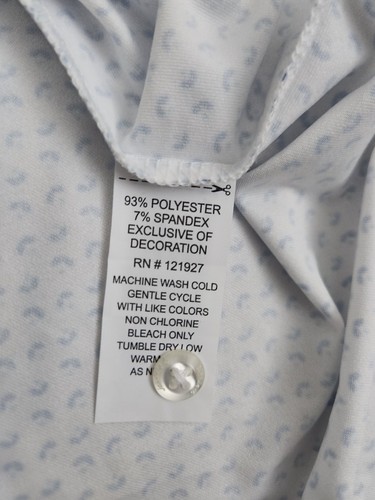 93% POLYESTER
7% SPANDEX
EXCLUSIVE OF
DECORATION
RN # 121927
MACHINE WASH COLD
GENTLE CYCLE
WITH LIKE COLORS
NON CHLORINE
BLEACH ONLY
TUMBLE DRY LOW
WARM
AS